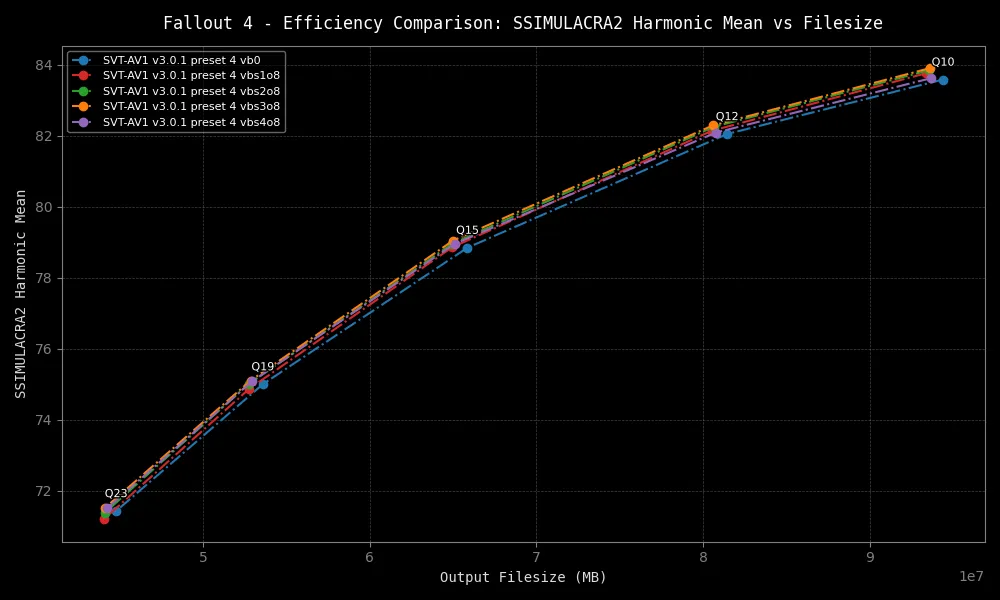 Fallout 4 - Efficiency Comparison: SSIMULACRA2 Harmonic Mean vs Filesize
SVT-AV1 v3.0.1 preset 4 vb0
SVT-AV1 v3.0.1 preset 4 vbs1o8
SVT-AV1 v3.0.1 preset 4 vbs2o8
SVT-AV1 v3.0.1 preset 4 vbs3o8
SVT-AV1 v3.0.1 preset 4 vbs4o8
Q10
Q12
Q15
Q19
Q23
SSIMULACRA2 Harmonic Mean
84
82
80
78
76
74
72
5 6 7 8 9
1e7
Output Filesize (MB)